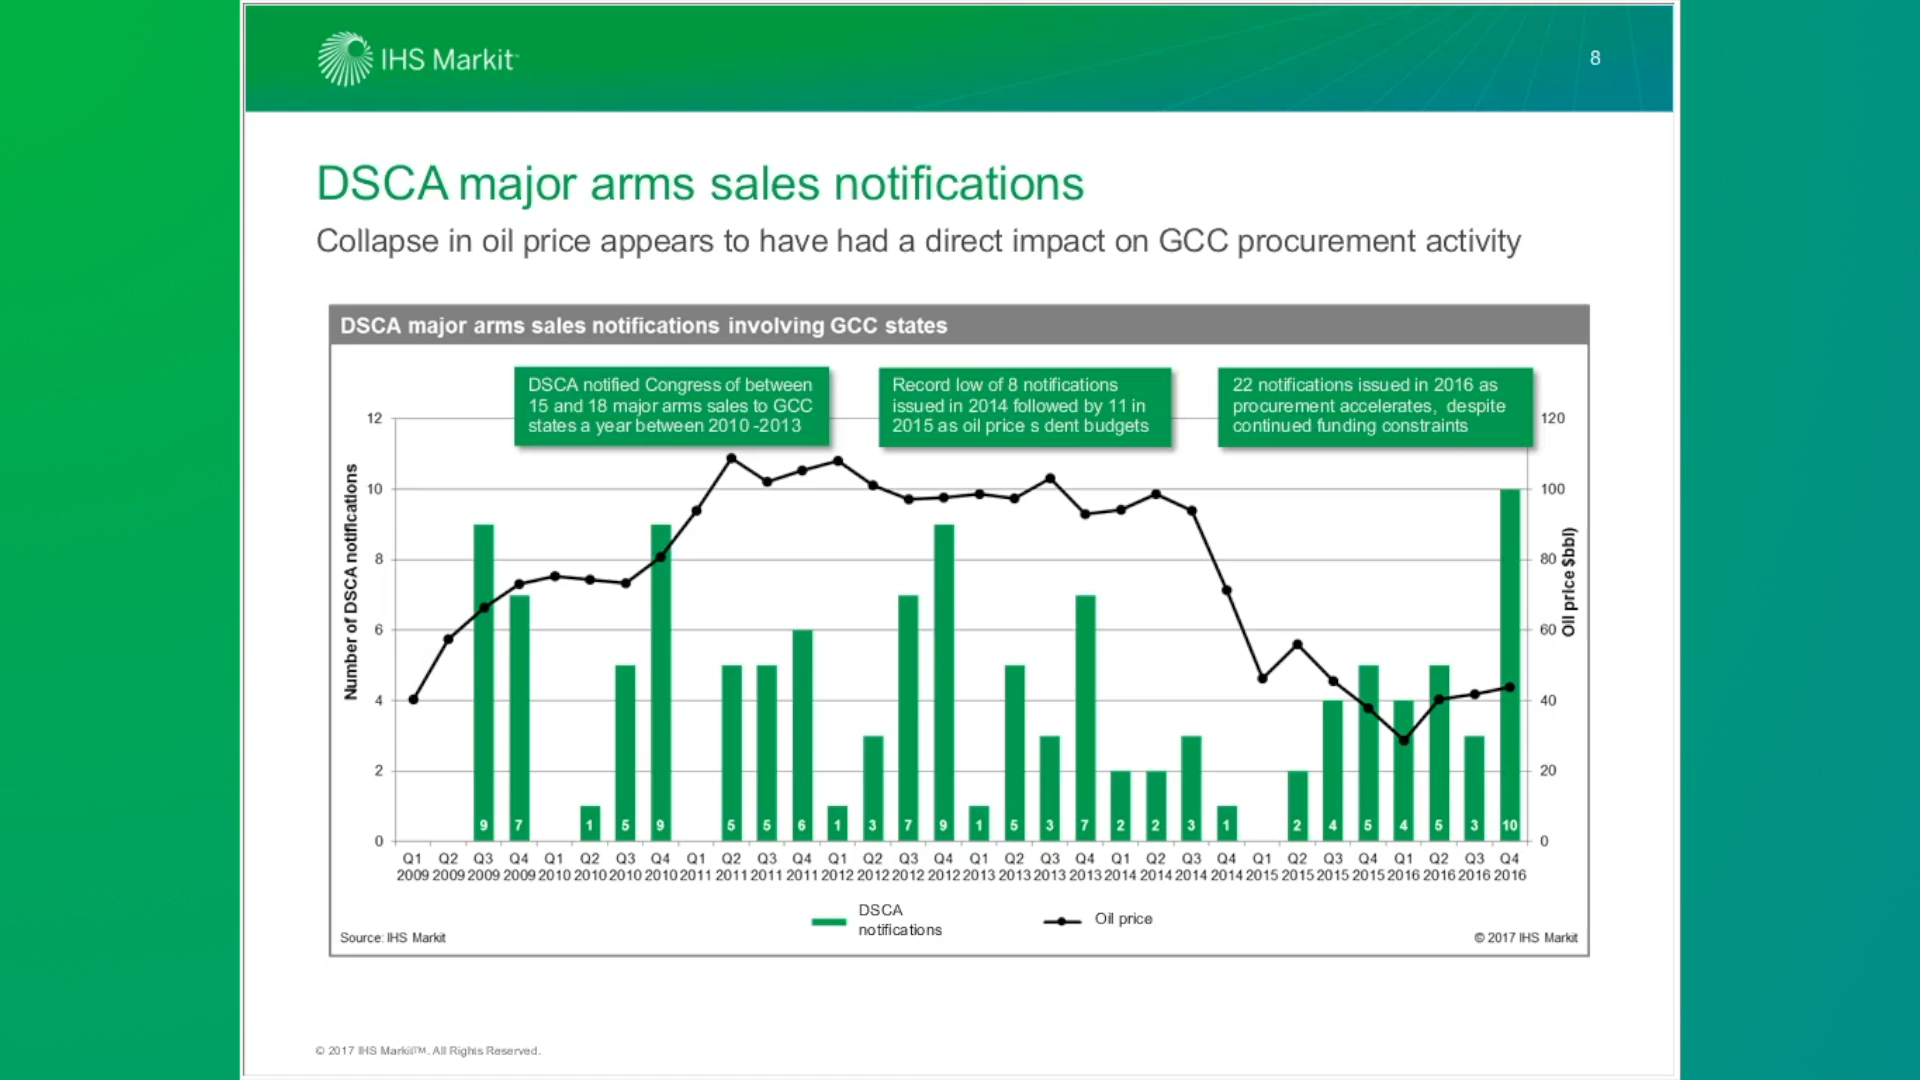 IHS Markit™
8
DSCA major arms sales notifications
Collapse in oil price appears to have had a direct impact on GCC procurement activity
DSCA major arms sales notifications involving GCC states
DSCA notified Congress of between
15 and 18 major arms sales to GCC
states a year between 2010 -2013
Record low of 8 notifications
issued in 2014 followed by 11 in
2015 as oil price s dent budgets
22 notifications issued in 2016 as
procurement accelerates, despite
continued funding constraints
Number of DSCA notifications
12
10
8
6
4
2
0
120
100
80
60
40
20
0
Oil price $bbl)
9 7 1 5 9 5 5 6 1 3 7 9 1 5 3 7 2 2 3 1 2 4 5 4 5 3 10
Q1 Q2 Q3 Q4 Q1 Q2 Q3 Q4 Q1 Q2 Q3 Q4 Q1 Q2 Q3 Q4 Q1 Q2 Q3 Q4 Q1 Q2 Q3 Q4 Q1 Q2 Q3 Q4 Q1 Q2 Q3 Q4
2009 2009 2009 2009 2010 2010 2010 2010 2011 2011 2011 2011 2012 2012 2012 2012 2013 2013 2013 2013 2014 2014 2014 2014 2015 2015 2015 2015 2016 2016 2016 2016
DSCA
notifications
Oil price
Source: IHS Markit
© 2017 IHS Markit
© 2017 IHS Markit™. All Rights Reserved.